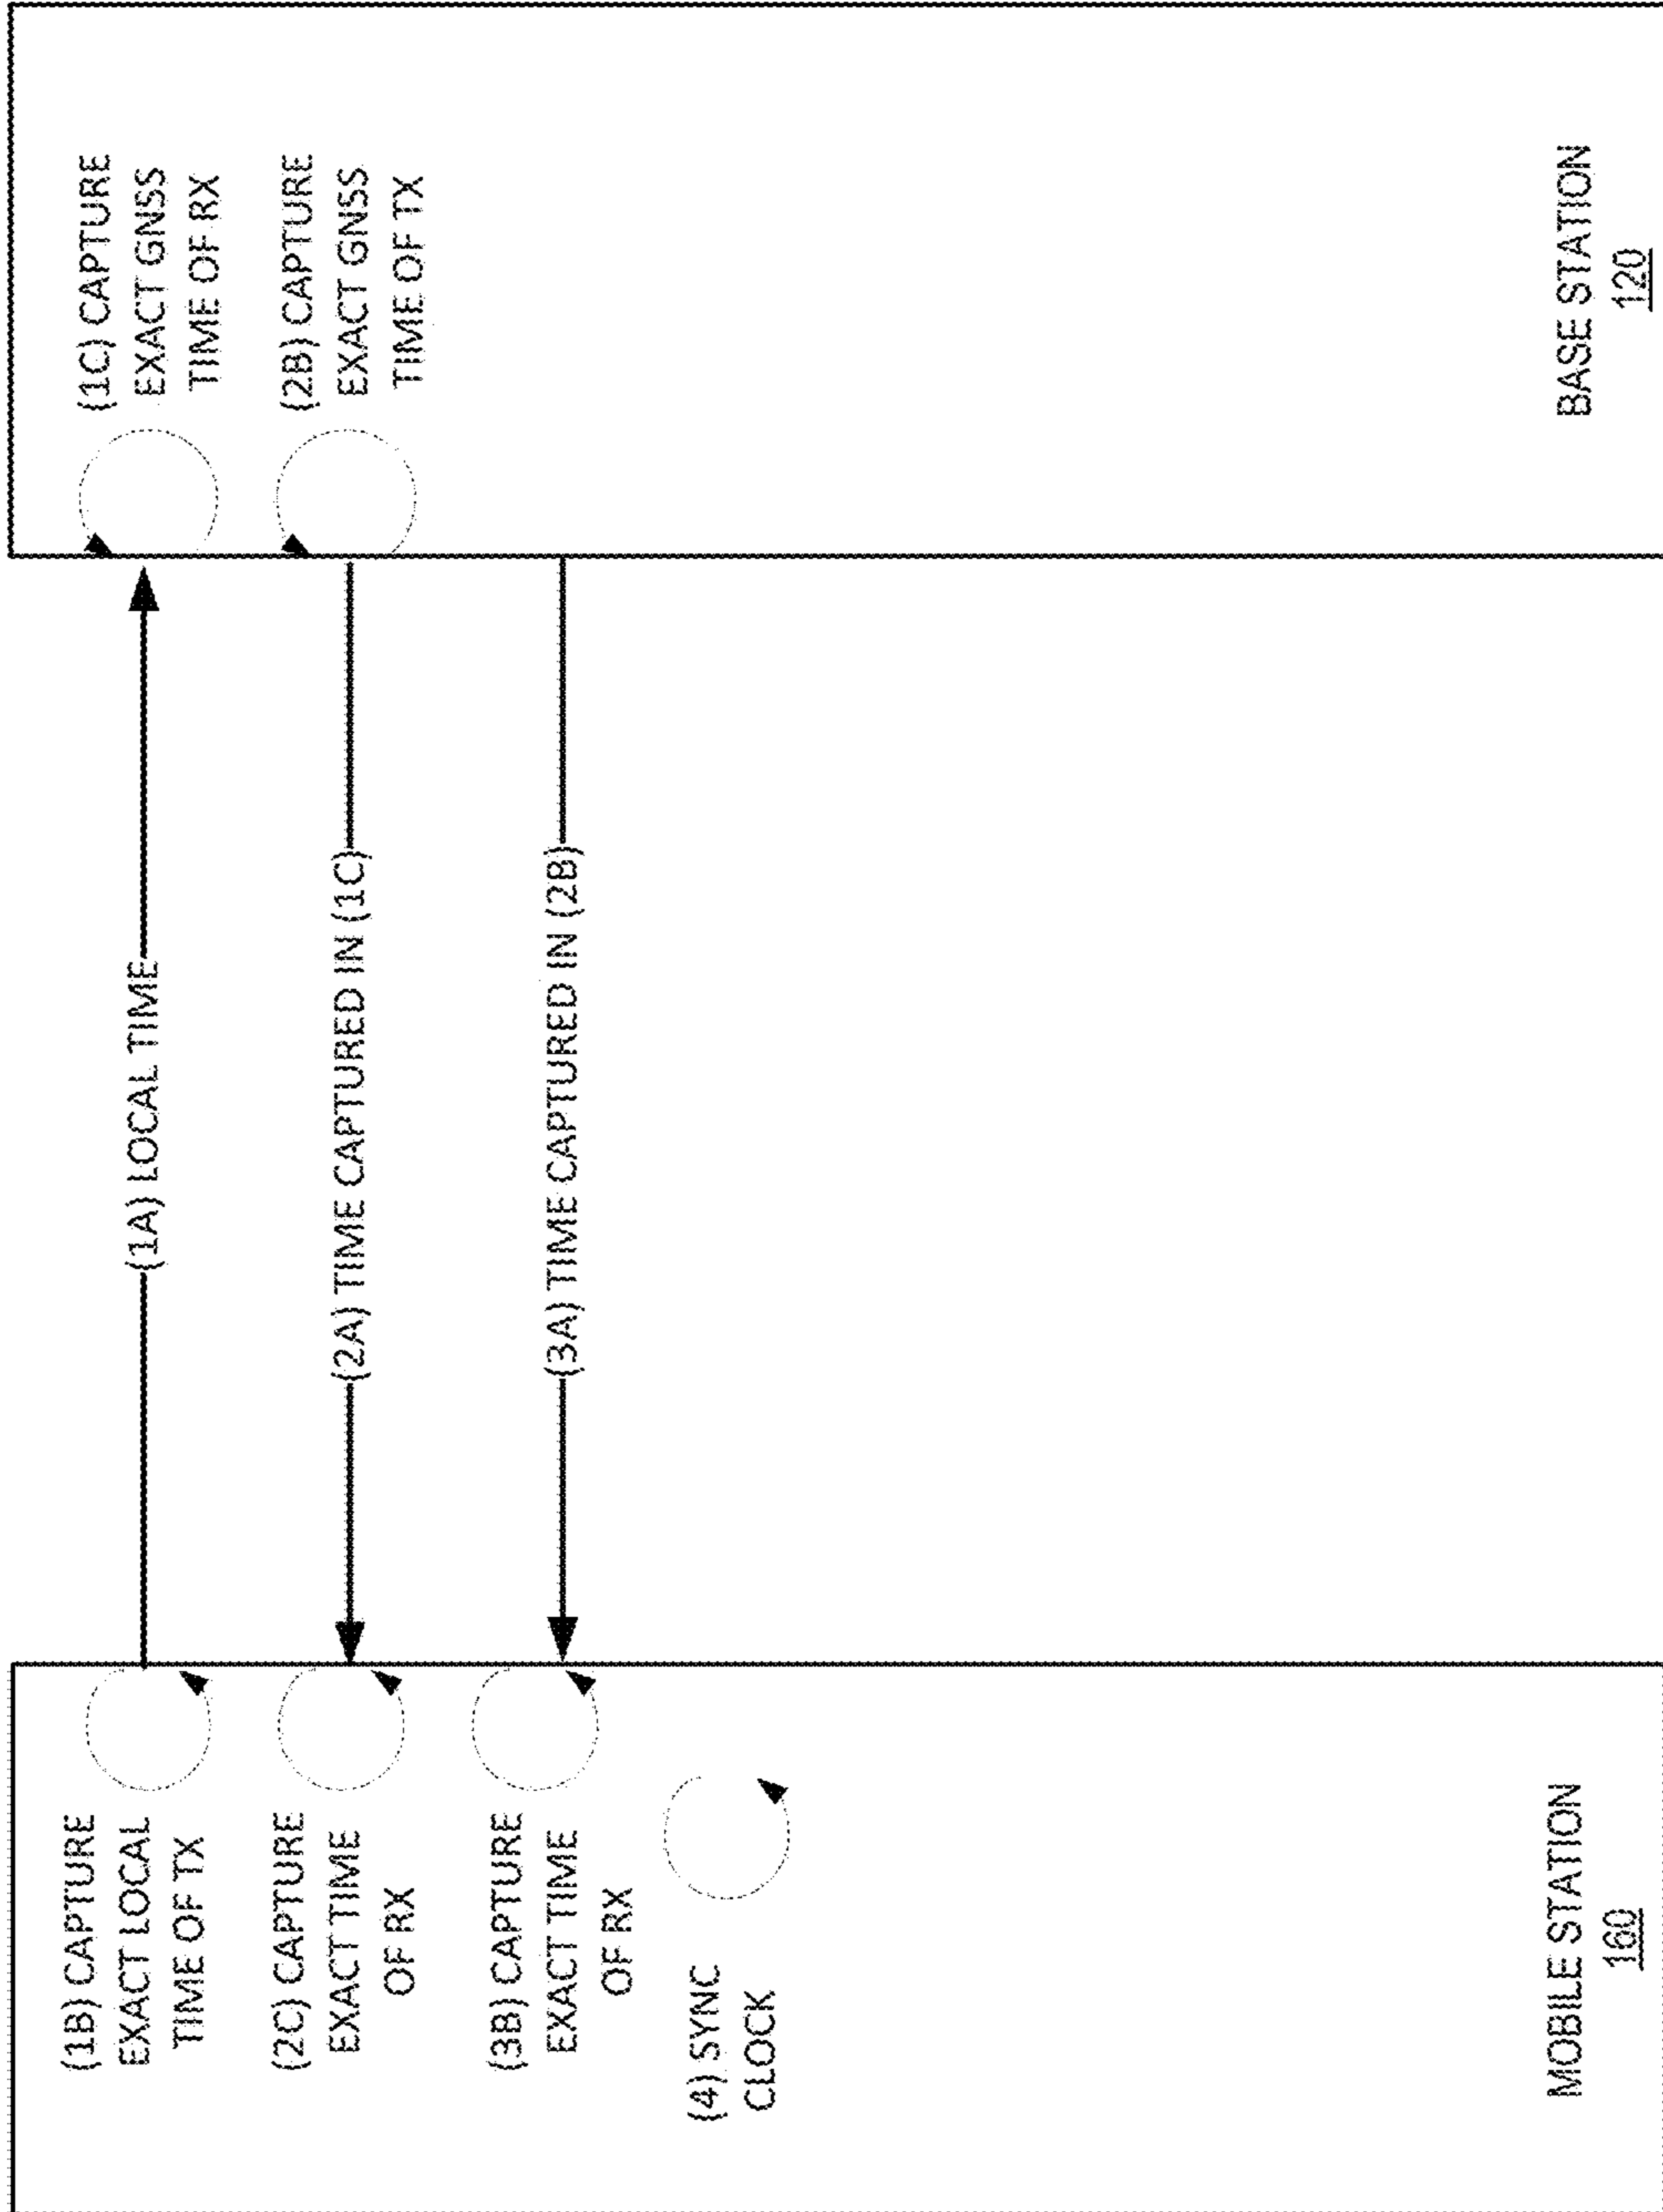 (1B) CAPTURE
EXACT LOCAL
TIME OF TX
(2C) CAPTURE
EXACT TIME
OF RX
(3B) CAPTURE
EXACT TIME
OF RX
(4) SYNC
CLOCK
MOBILE STATION
160
(1A) LOCAL TIME
(2A) TIME CAPTURED IN (1C)
(3A) TIME CAPTURED IN (2B)
(1C) CAPTURE
EXACT GNSS
TIME OF RX
(2B) CAPTURE
EXACT GNSS
TIME OF TX
BASE STATION
120